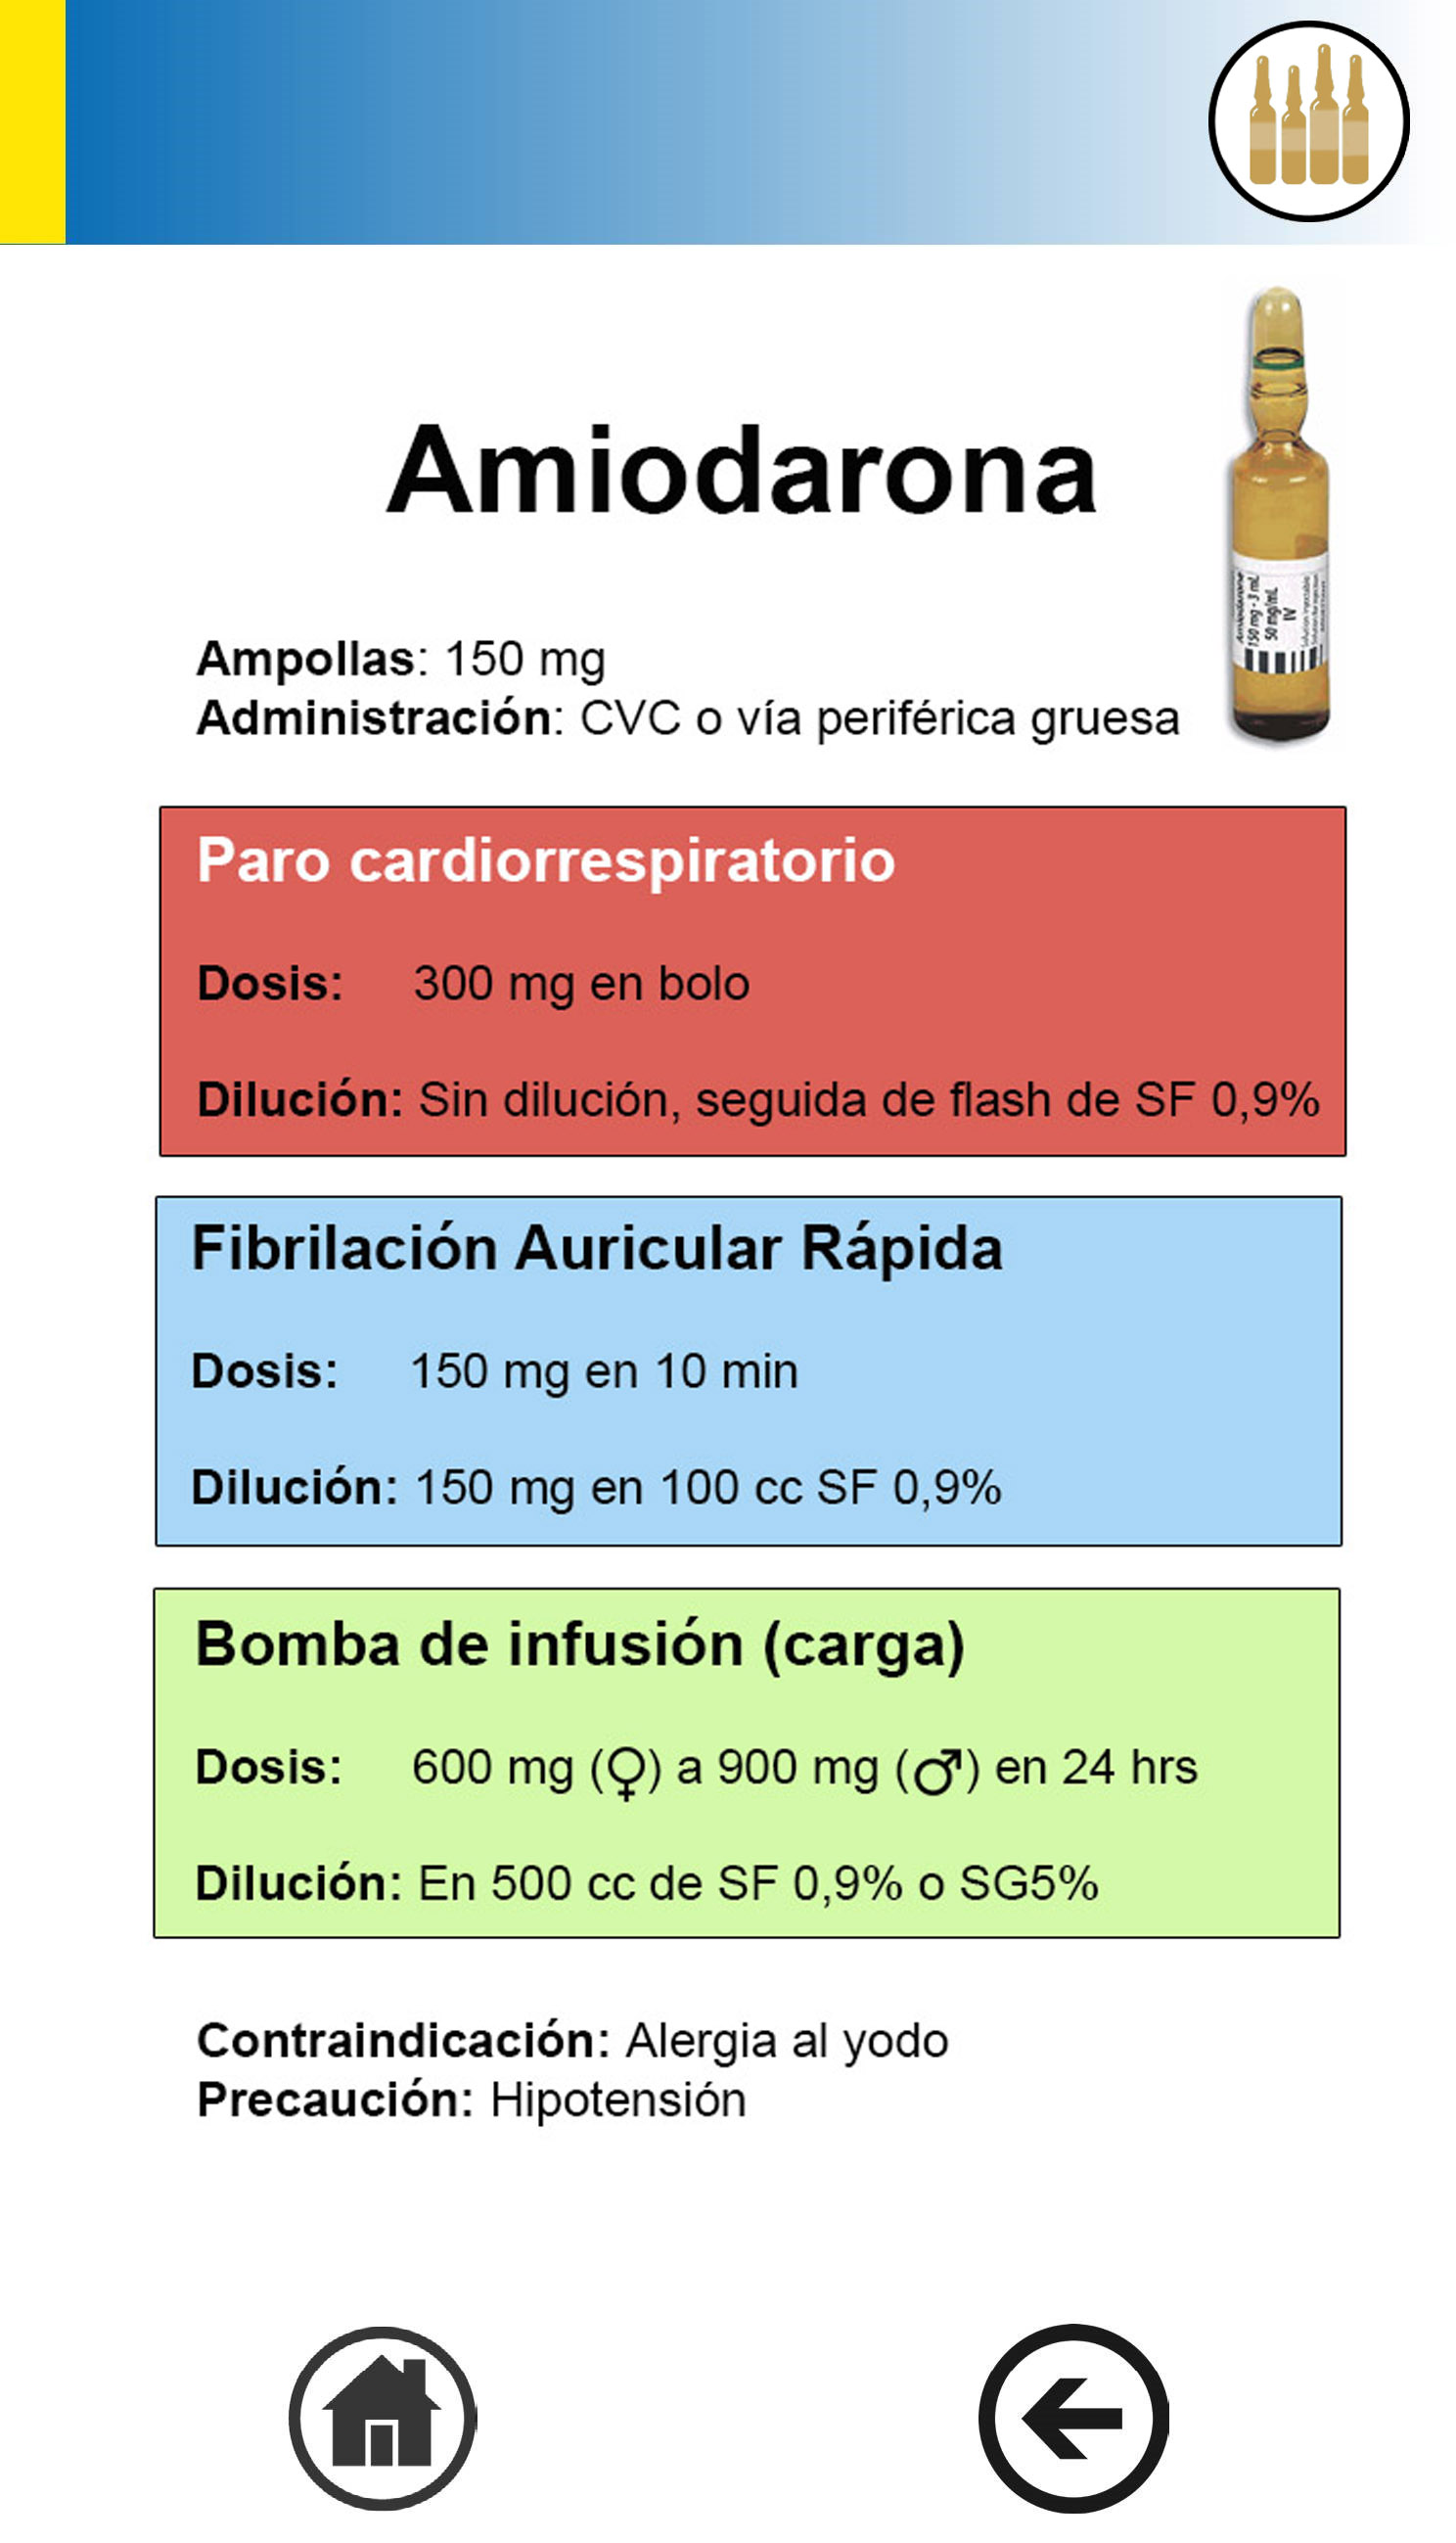 Amiodarona
Amiodarona
150 mg - 3 mL
50 mg/mL
IV
Ampollas: 150 mg
Administración: CVC o vía periférica gruesa
Paro cardiorrespiratorio
Dosis: 300 mg en bolo
Dilución: Sin dilución, seguida de flash de SF 0,9%
Fibrilación Auricular Rápida
Dosis: 150 mg en 10 min
Dilución: 150 mg en 100 cc SF 0,9%
Bomba de infusión (carga)
Dosis: 600 mg (♀) a 900 mg (♂) en 24 hrs
Dilución: En 500 cc de SF 0,9% o SG5%
Contraindicación: Alergia al yodo
Precaución: Hipotensión